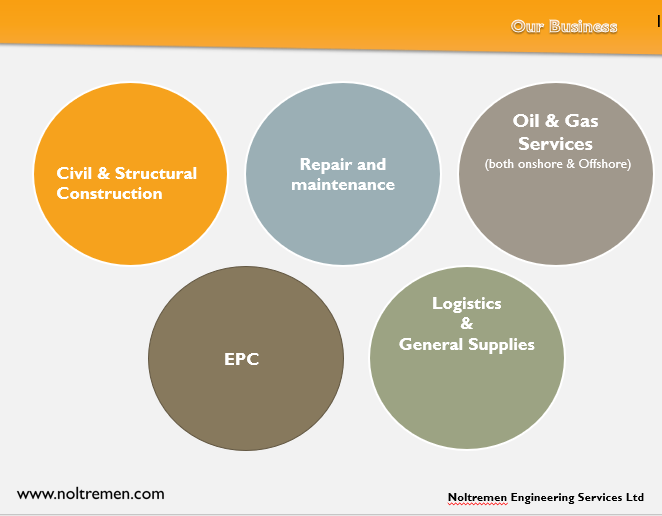 Our Business
Civil & Structural
Construction
Repair and
maintenance
Oil & Gas
Services
(both onshore & Offshore)
EPC
Logistics
&
General Supplies
www.noltremen.com
Noltremen Engineering Services Ltd